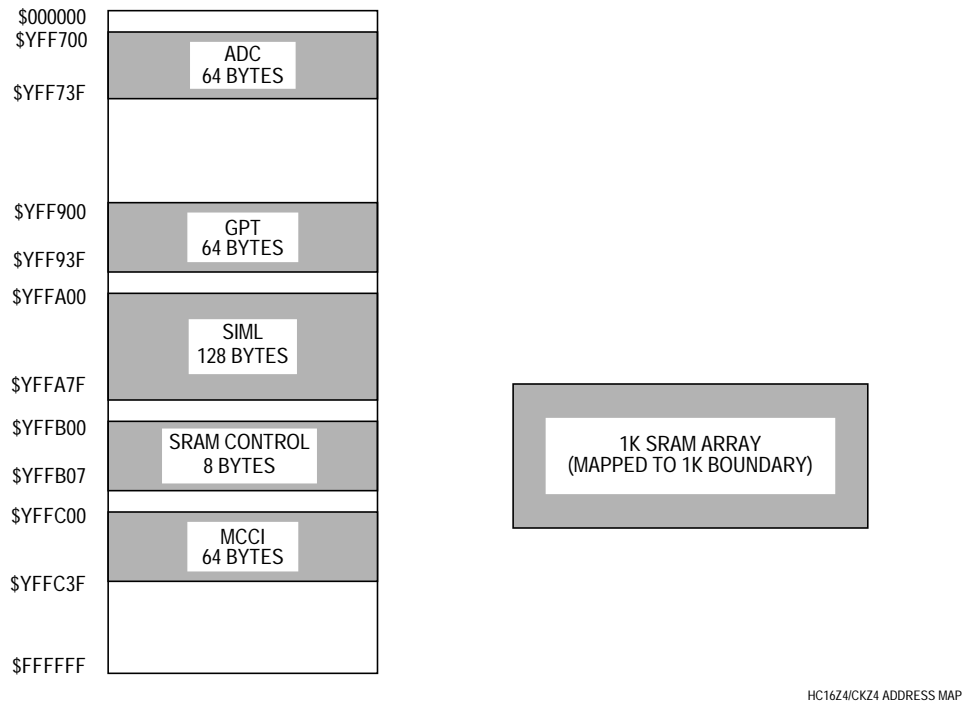 $000000
$YFF700
ADC
64 BYTES
$YFF73F
$YFF900
GPT
64 BYTES
$YFF93F
$YFFA00
SIML
128 BYTES
$YFFA7F
$YFFB00
SRAM CONTROL
8 BYTES
$YFFB07
$YFFC00
MCCI
64 BYTES
$YFFC3F
$FFFFFF
1K SRAM ARRAY
(MAPPED TO 1K BOUNDARY)
HC16Z4/CKZ4 ADDRESS MAP